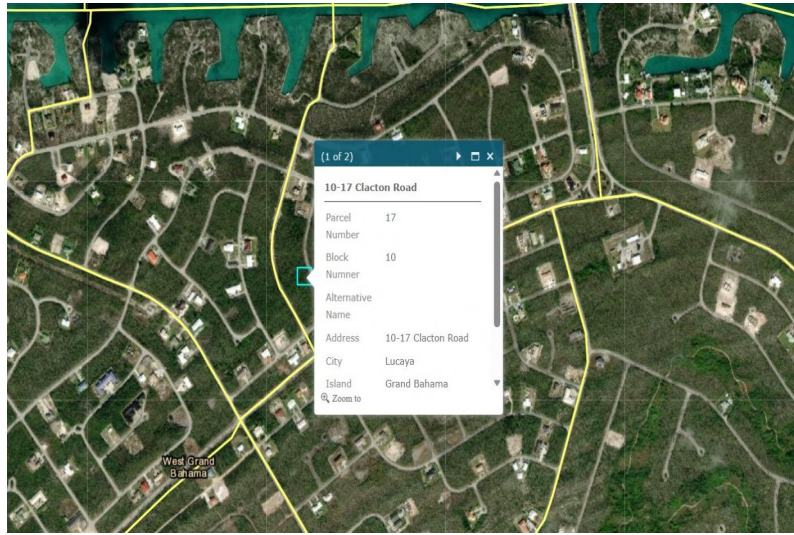 (1 of 2)
10-17 Clacton Road
Parcel Number 17
Block Numner 10
Alternative Name
Address 10-17 Clacton Road
City Lucaya
Island Grand Bahama
Zoom to
West Grand
Bahama